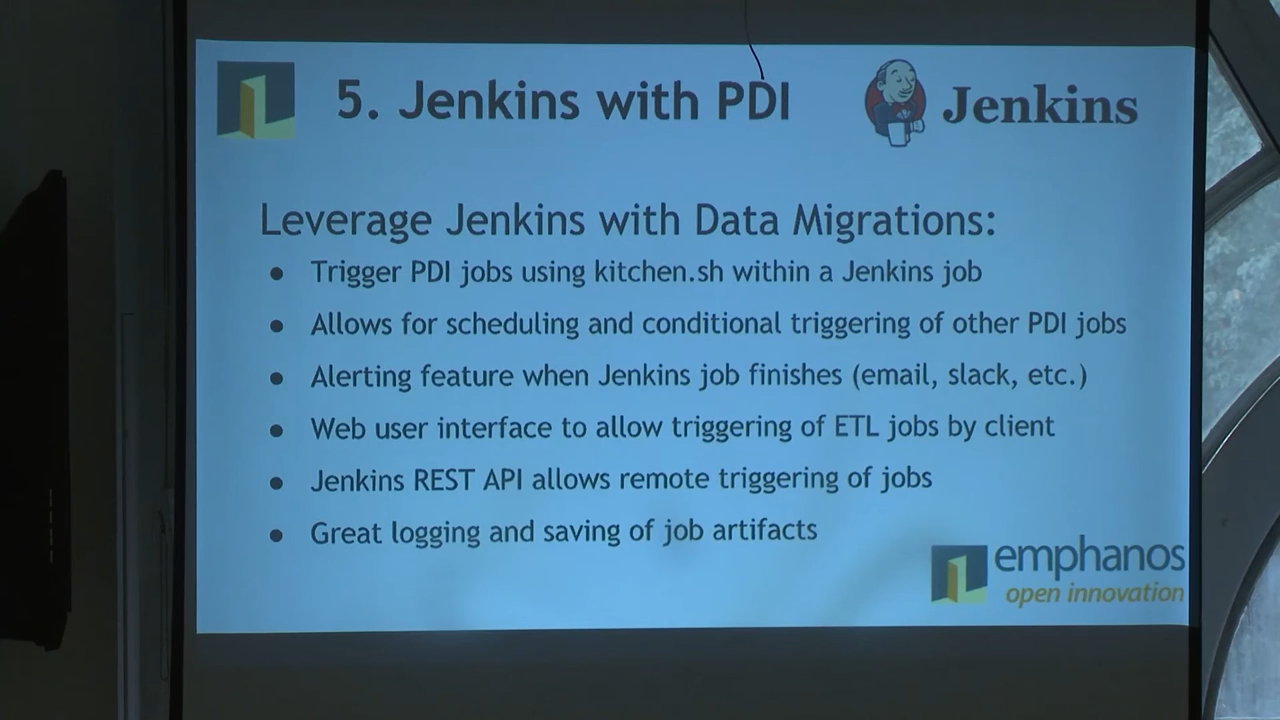 5. Jenkins with PDI
Jenkins
Leverage Jenkins with Data Migrations:
● Trigger PDI jobs using kitchen.sh within a Jenkins job
● Allows for scheduling and conditional triggering of other PDI jobs
● Alerting feature when Jenkins job finishes (email, slack, etc.)
● Web user interface to allow triggering of ETL jobs by client
● Jenkins REST API allows remote triggering of jobs
● Great logging and saving of job artifacts
emphanos
open innovation